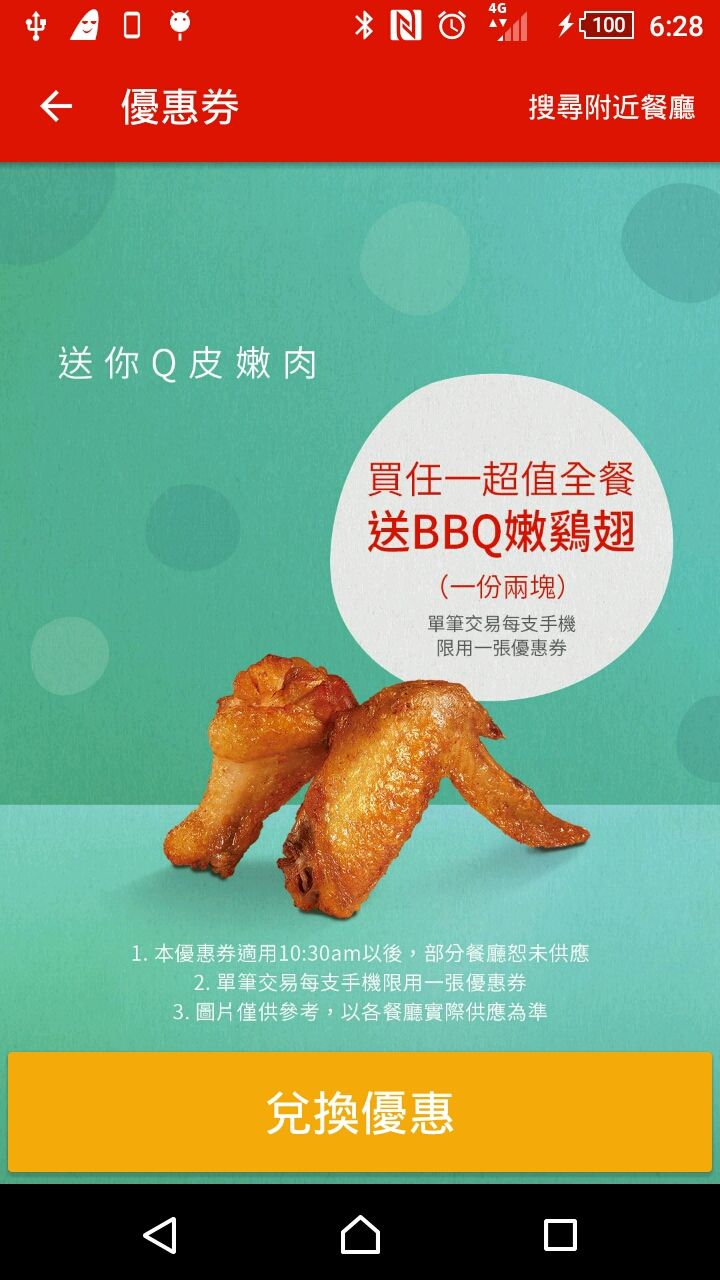 4G
100
6:28
優惠券
搜尋附近餐廳
送你Q皮嫩肉
買任一超值全餐
送BBQ嫩鷄翅
（一份兩塊）
單筆交易每支手機
限用一張優惠券
1. 本優惠券適用10:30am以後，部分餐廳恕未供應
2. 單筆交易每支手機限用一張優惠券
3. 圖片僅供參考，以各餐廳實際供應為準
兌換優惠